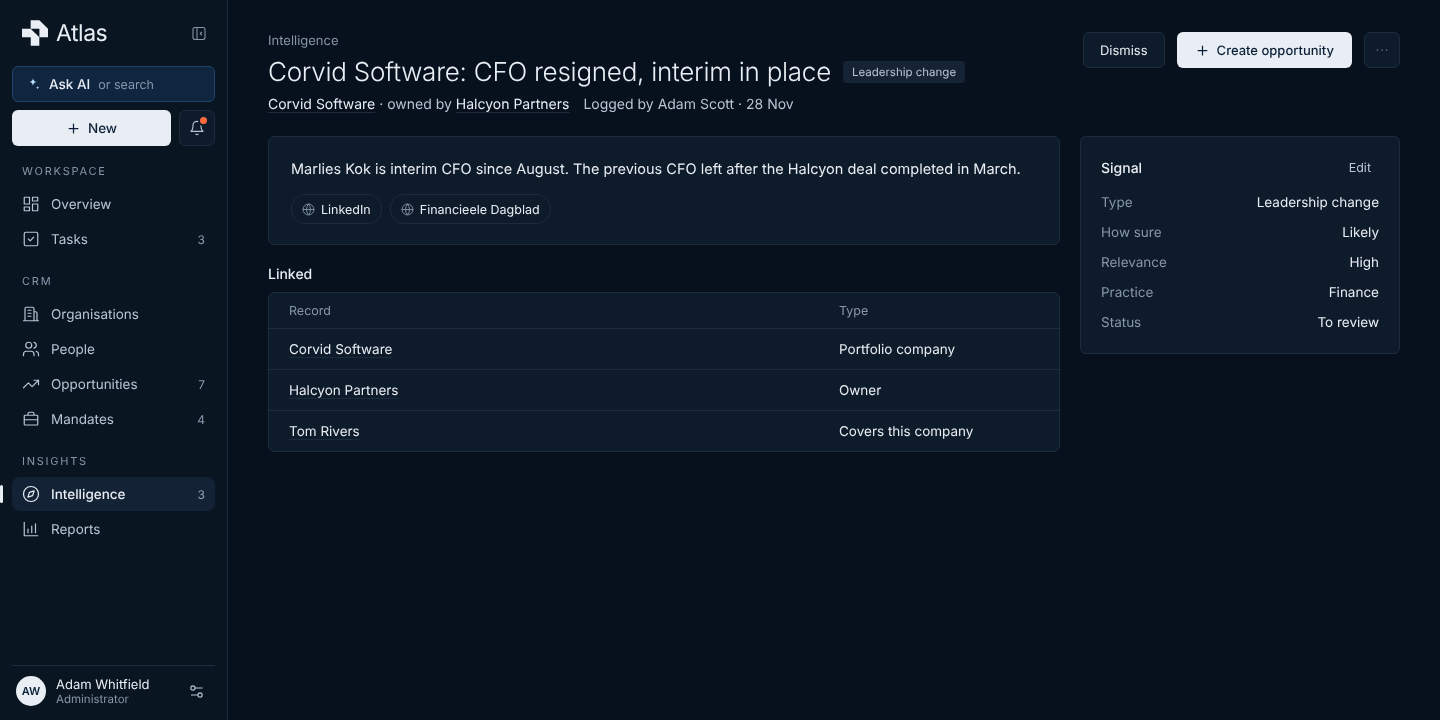 Atlas
Ask AI or search
New
WORKSPACE
Overview
Tasks 3
CRM
Organisations
People
Opportunities 7
Mandates 4
INSIGHTS
Intelligence 3
Reports
AW
Adam Whitfield
Administrator
Intelligence
Corvid Software: CFO resigned, interim in place Leadership change
Corvid Software · owned by Halcyon Partners Logged by Adam Scott · 28 Nov
Dismiss
Create opportunity
Marlies Kok is interim CFO since August. The previous CFO left after the Halcyon deal completed in March.
LinkedIn
Financieele Dagblad
Linked
Record Type
Corvid Software Portfolio company
Halcyon Partners Owner
Tom Rivers Covers this company
Signal Edit
Type Leadership change
How sure Likely
Relevance High
Practice Finance
Status To review